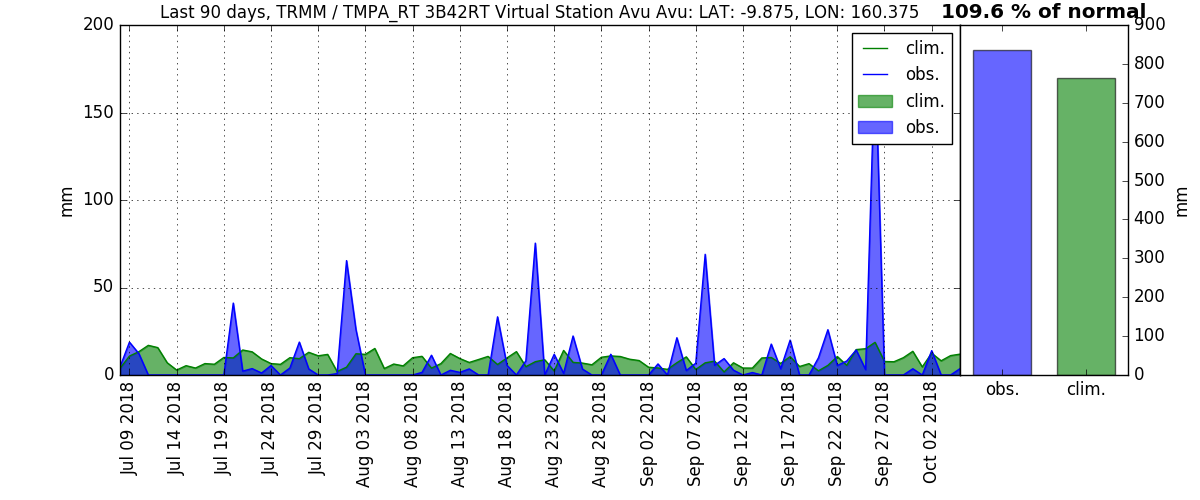 Last 90 days, TRMM / TMPA_RT 3B42RT Virtual Station Avu Avu: LAT: -9.875, LON: 160.375
109.6 % of normal
200
150
100
50
0
mm
clim.
obs.
clim.
obs.
900
800
700
600
500
400
300
200
100
0
mm
Jul 09 2018
Jul 14 2018
Jul 19 2018
Jul 24 2018
Jul 29 2018
Aug 03 2018
Aug 08 2018
Aug 13 2018
Aug 18 2018
Aug 23 2018
Aug 28 2018
Sep 02 2018
Sep 07 2018
Sep 12 2018
Sep 17 2018
Sep 22 2018
Sep 27 2018
Oct 02 2018
obs.
clim.